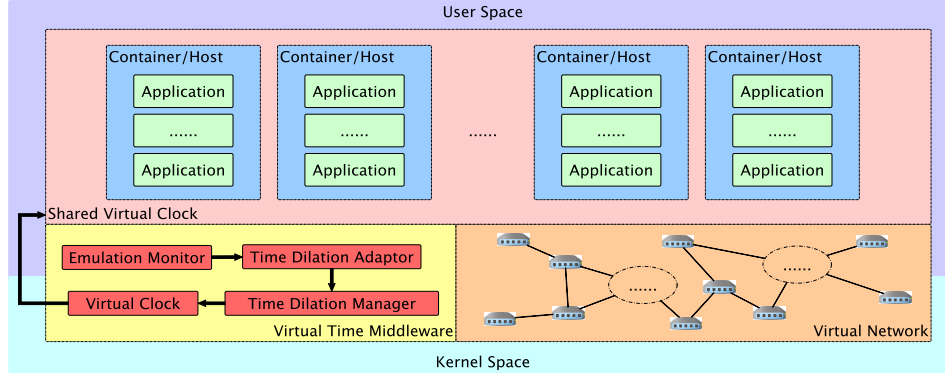 User Space
Container/Host
Container/Host
Container/Host
Container/Host
Application
Application
Application
Application
......
......
......
......
......
Application
Application
Application
Application
Shared Virtual Clock
Emulation Monitor
Time Dilation Adaptor
......
......
Virtual Clock
Time Dilation Manager
Virtual Time Middleware
Virtual Network
Kernel Space